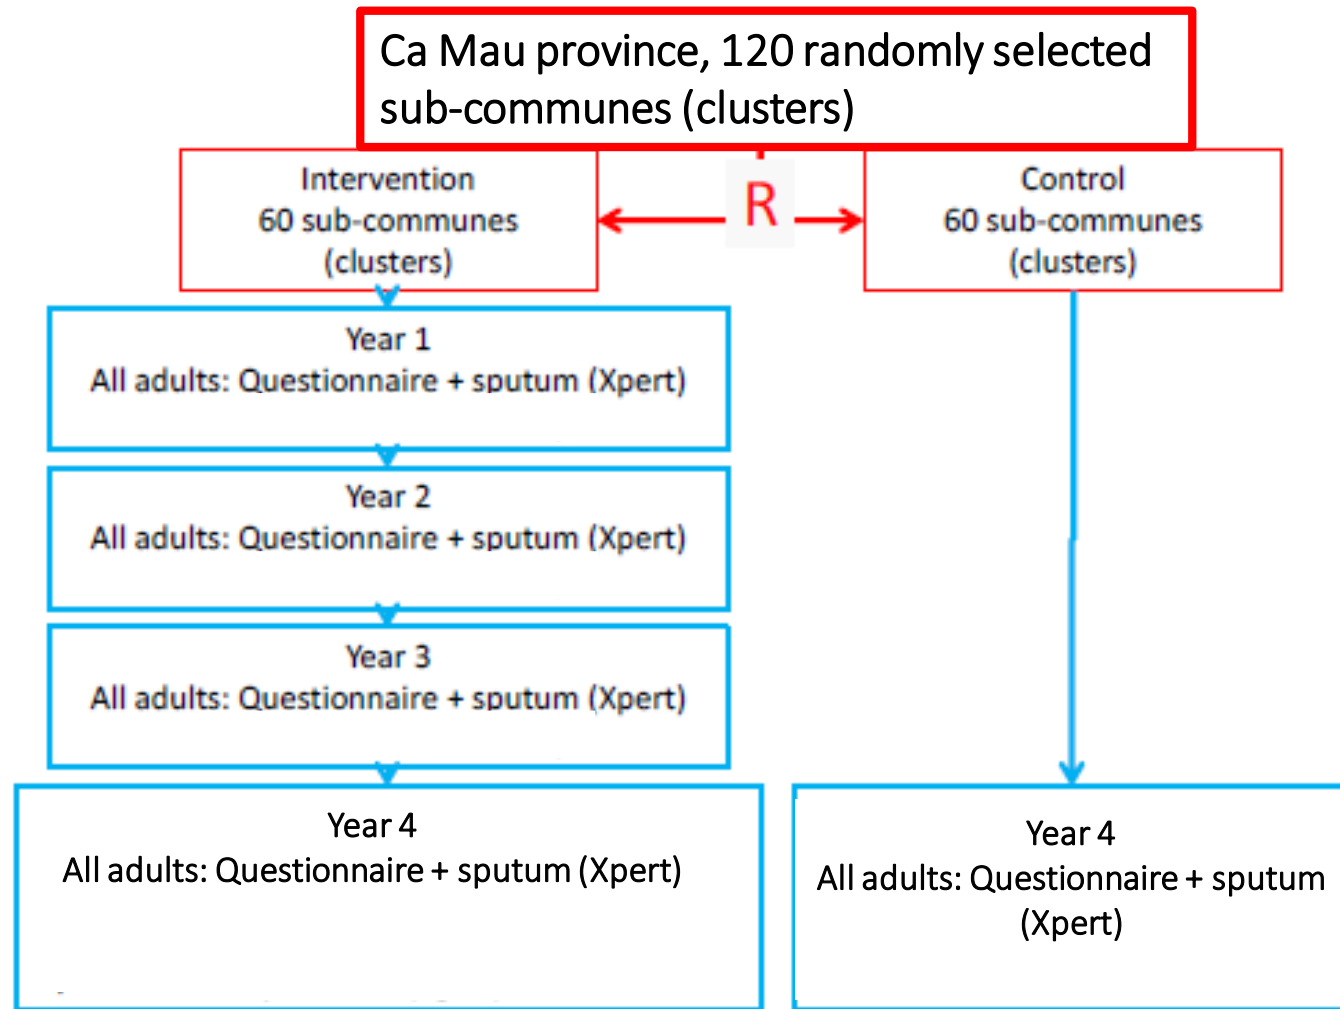 Ca Mau province, 120 randomly selected
sub-communes (clusters)
Intervention
60 sub-communes
(clusters)
R
Control
60 sub-communes
(clusters)
Year 1
All adults: Questionnaire + sputum (Xpert)
Year 2
All adults: Questionnaire + sputum (Xpert)
Year 3
All adults: Questionnaire + sputum (Xpert)
Year 4
All adults: Questionnaire + sputum (Xpert)
Year 4
All adults: Questionnaire + sputum
(Xpert)